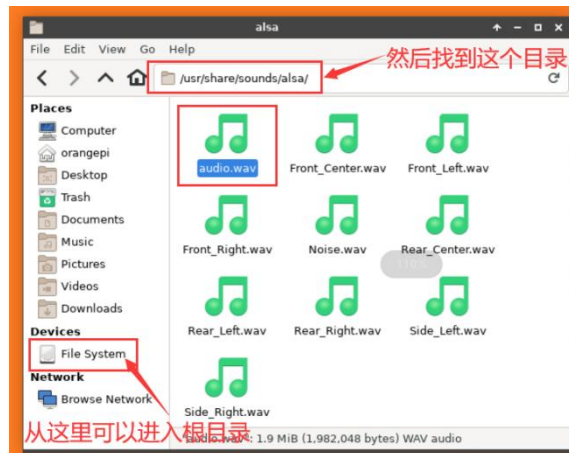 alsa
File Edit View Go Help
然后找到这个目录
/usr/share/sounds/alsa/
Places
Computer
orangepi
Desktop
Trash
Documents
Music
Pictures
Videos
Downloads
Devices
File System
Network
Browse Network
audio.wav Front_Center.wav Front_Left.wav
Front_Right.wav Noise.wav Rear_Center.wav
Rear_Left.wav Rear_Right.wav Side_Left.wav
Side_Right.wav
从这里可以进入根目录
: 1.9 MiB (1,982,048 bytes) WAV audio